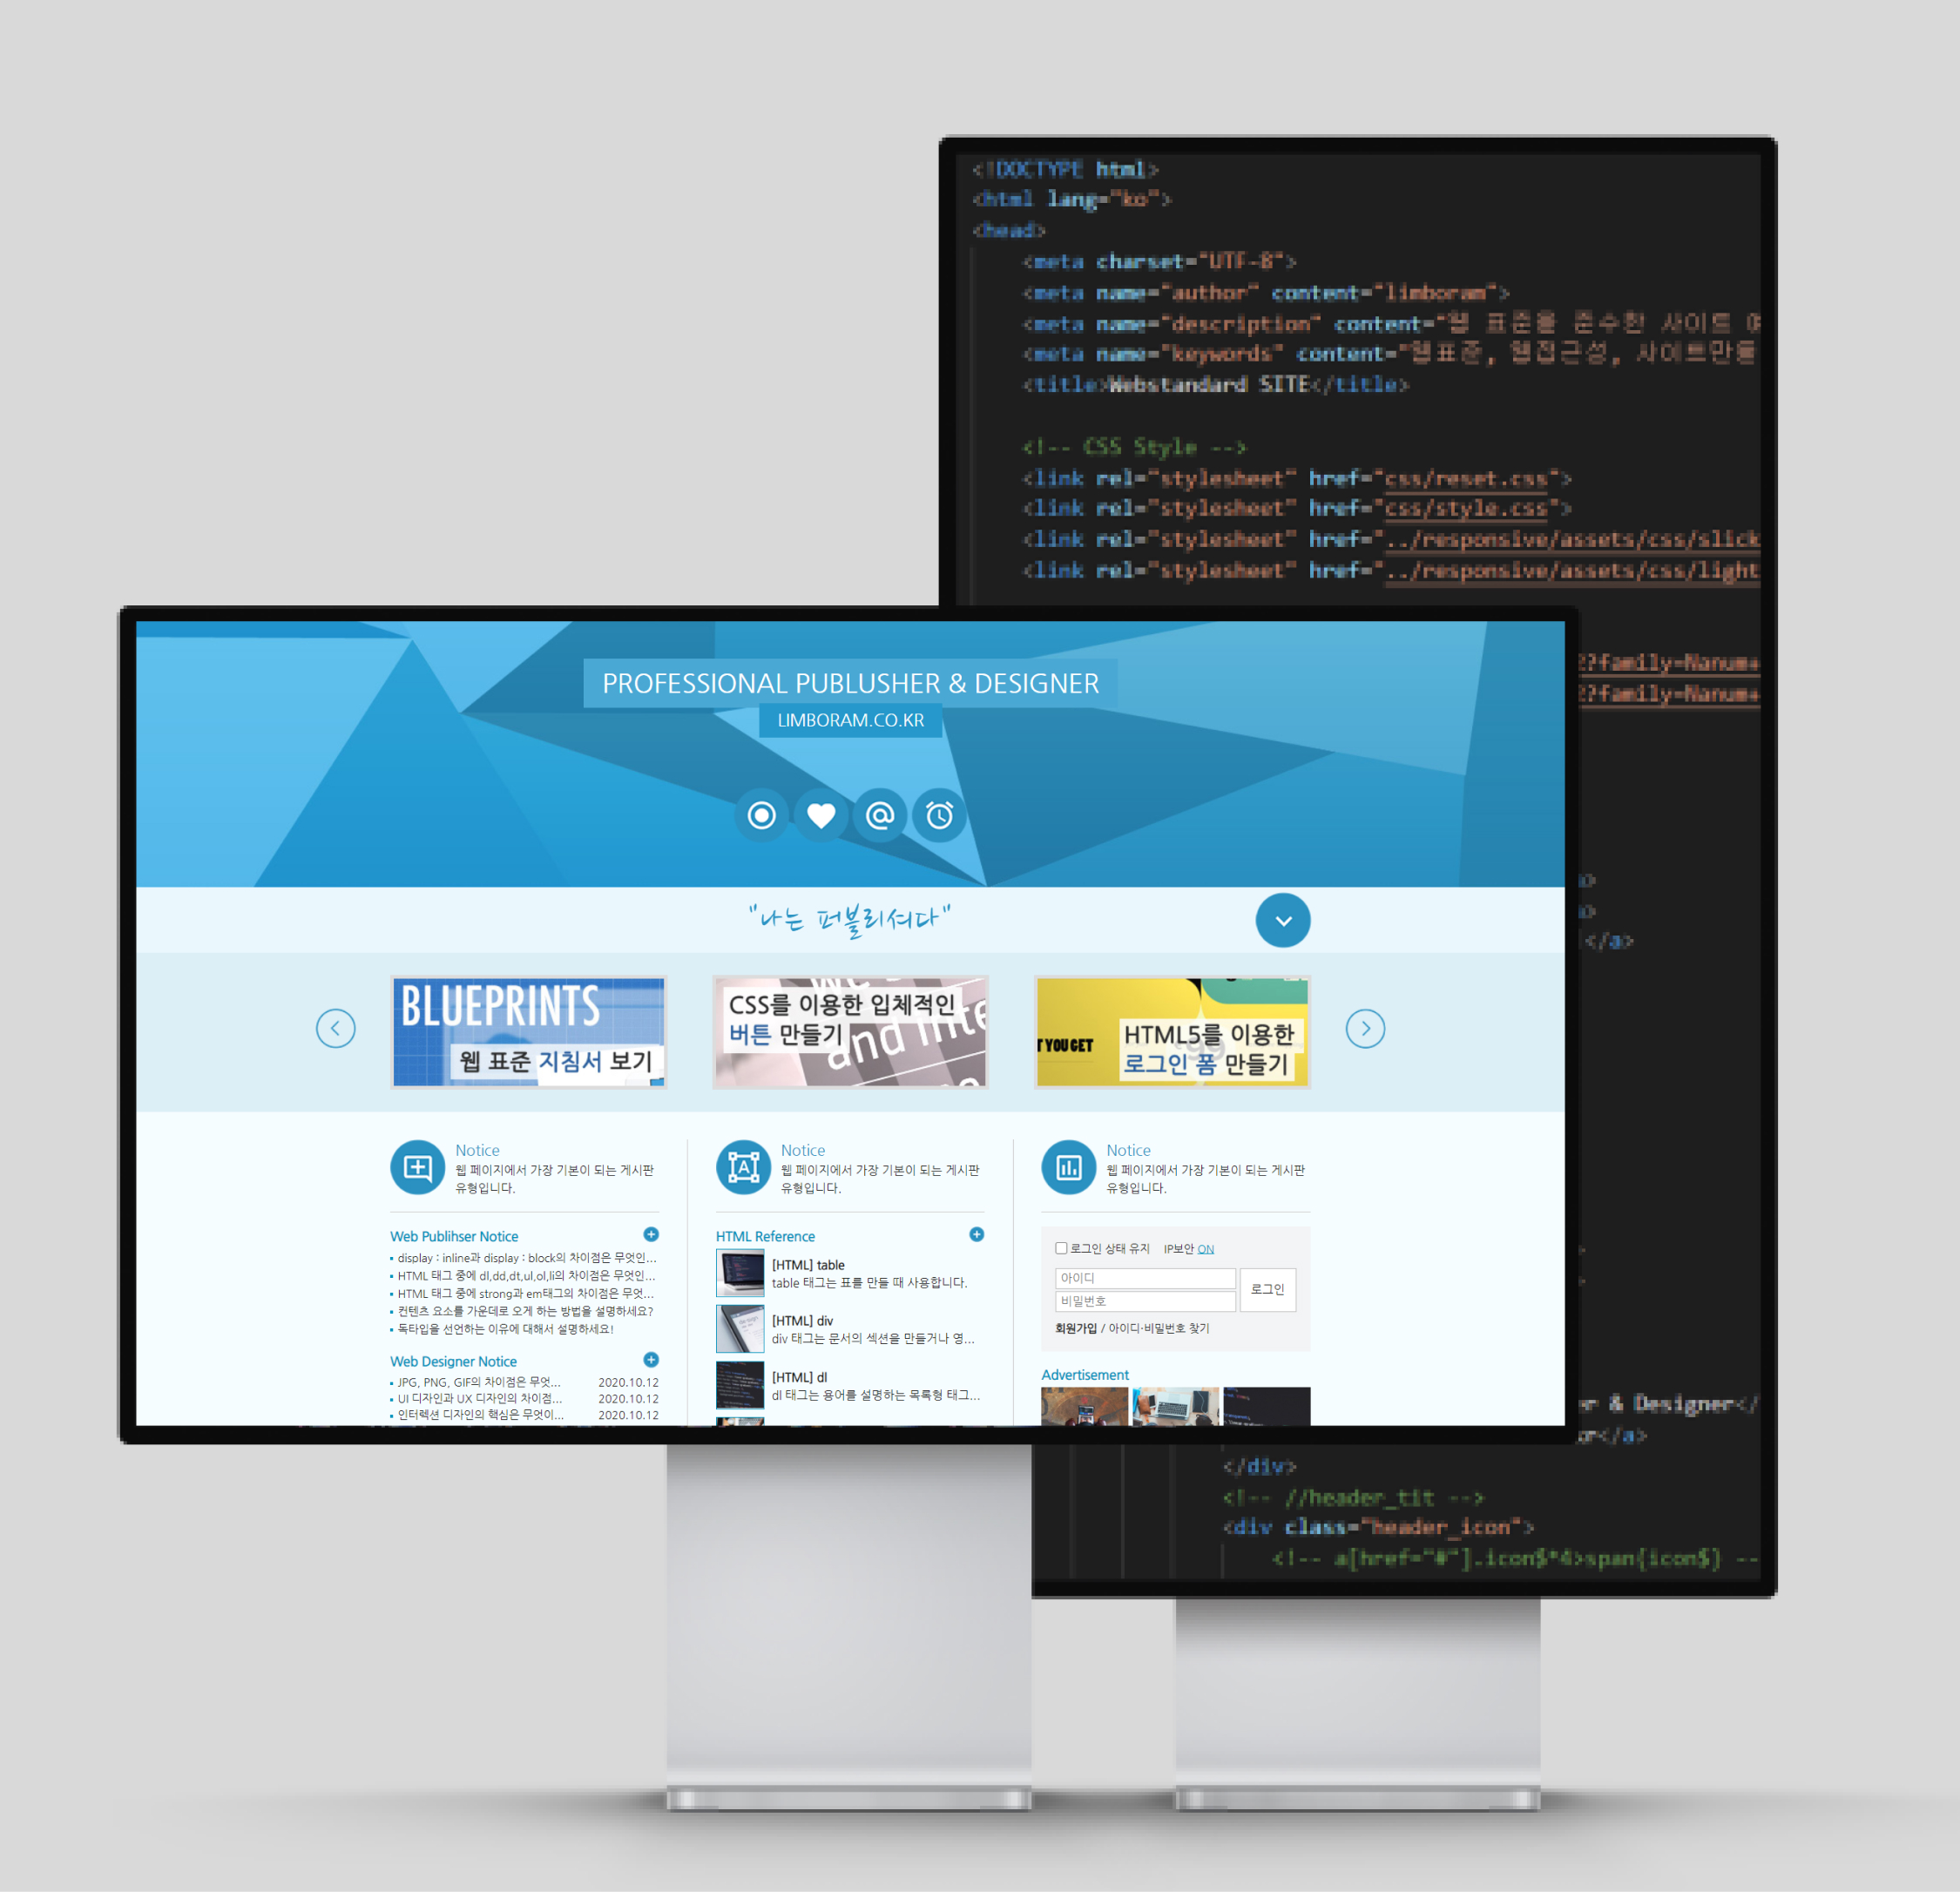 <!DOCTYPE html>
<html lang="ko">
<head>
<meta charset="UTF-8">
<meta name="author" content="limboram">
<meta name="description" content="웹 표준을 준수한 사이트
<meta name="keywords" content="웹표준, 웹접근성, 사이트만들
<title>Webstandard SITE</title>
<!-- CSS Style -->
<link rel="stylesheet" href="css/reset.css">
<link rel="stylesheet" href="css/style.css">
<link rel="stylesheet" href="../responsive/assets/css/slick
<link rel="stylesheet" href="../responsive/assets/css/light
?family=Nanum+
?family=Nanum+
</a>
r & Designer</
or</a>
</div>
<!-- //header_tit -->
<div class="header_icon">
<!-- a[href="#"].icon$*4>span{icon$} --
PROFESSIONAL PUBLUSHER & DESIGNER
LIMBORAM.CO.KR
"나는 퍼블리셔다"
BLUEPRINTS
웹 표준 지침서 보기
CSS를 이용한 입체적인
버튼 만들기
and inte
T YOU GET
HTML5를 이용한
로그인 폼 만들기
Notice
웹 페이지에서 가장 기본이 되는 게시판
유형입니다.
Web Publihser Notice
display : inline과 display : block의 차이점은 무엇인...
HTML 태그 중에 dl,dd,dt,ul,ol,li의 차이점은 무엇인...
HTML 태그 중에 strong과 em태그의 차이점은 무엇...
컨텐츠 요소를 가운데로 오게 하는 방법을 설명하세요?
독타입을 선언하는 이유에 대해서 설명하세요!
Web Designer Notice
JPG, PNG, GIF의 차이점은 무엇... 2020.10.12
UI 디자인과 UX 디자인의 차이점... 2020.10.12
인터렉션 디자인의 핵심은 무엇이... 2020.10.12
Notice
웹 페이지에서 가장 기본이 되는 게시판
유형입니다.
HTML Reference
[HTML] table
table 태그는 표를 만들 때 사용합니다.
[HTML] div
div 태그는 문서의 섹션을 만들거나 영...
[HTML] dl
dl 태그는 용어를 설명하는 목록형 태그...
Notice
웹 페이지에서 가장 기본이 되는 게시판
유형입니다.
로그인 상태 유지 IP보안 ON
아이디
비밀번호
로그인
회원가입 / 아이디·비밀번호 찾기
Advertisement